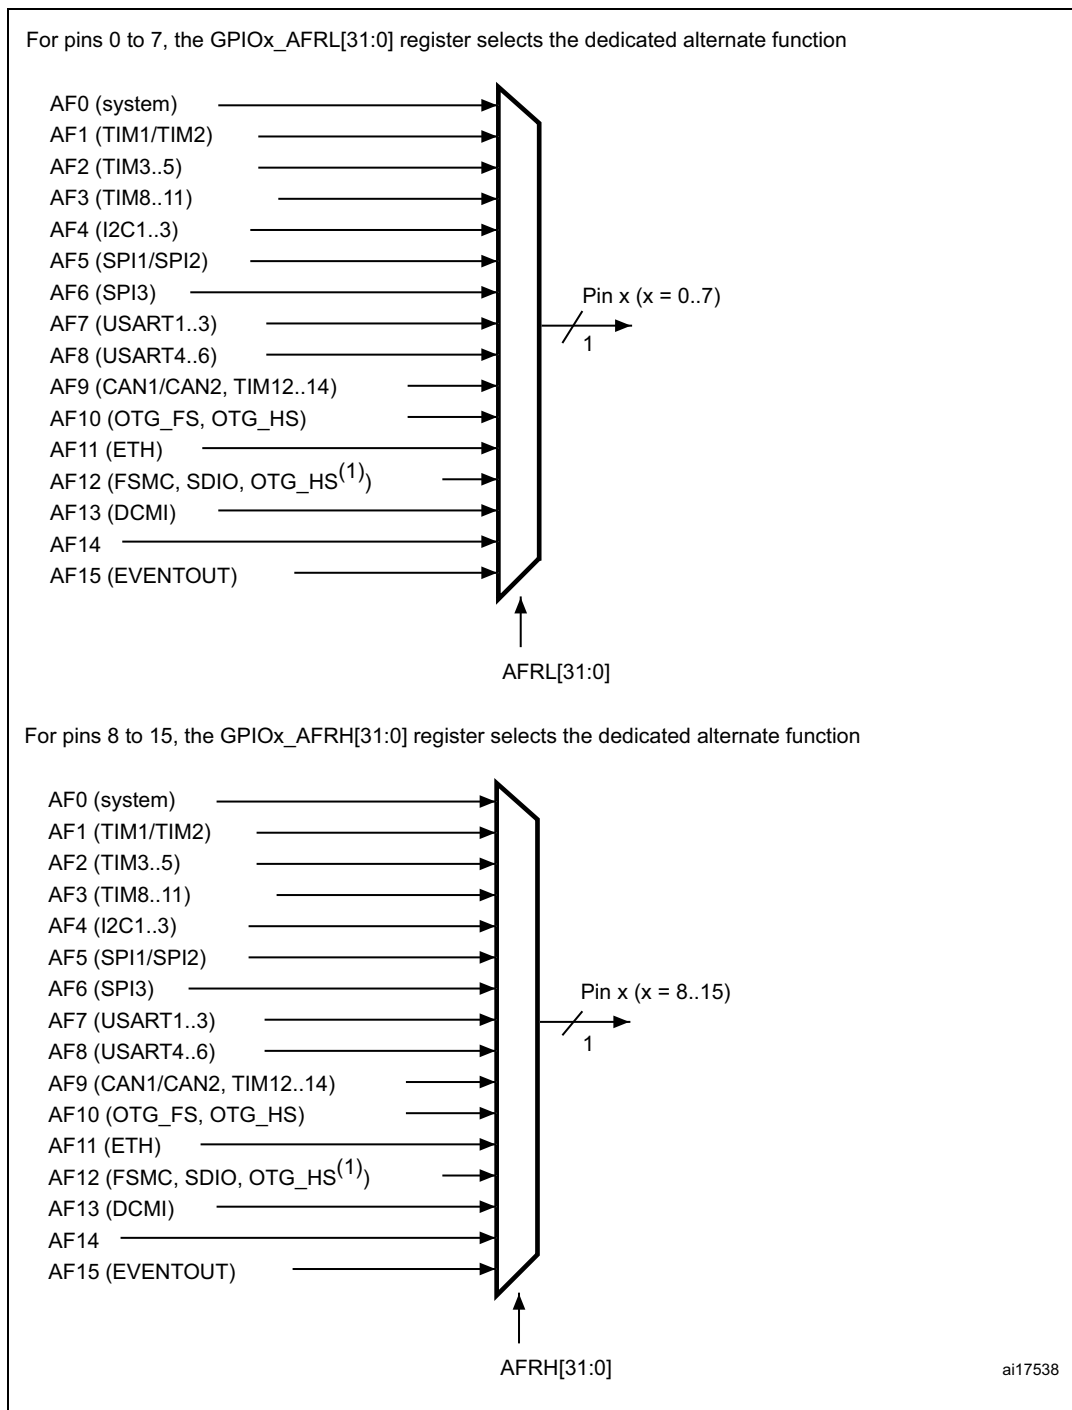 For pins 0 to 7, the GPIOx_AFRL[31:0] register selects the dedicated alternate function
AF0 (system)
AF1 (TIM1/TIM2)
AF2 (TIM3..5)
AF3 (TIM8..11)
AF4 (I2C1..3)
AF5 (SPI1/SPI2)
AF6 (SPI3)
AF7 (USART1..3)
AF8 (USART4..6)
AF9 (CAN1/CAN2, TIM12..14)
AF10 (OTG_FS, OTG_HS)
AF11 (ETH)
AF12 (FSMC, SDIO, OTG_HS(1))
AF13 (DCMI)
AF14
AF15 (EVENTOUT)
Pin x (x = 0..7)
1
AFRL[31:0]
For pins 8 to 15, the GPIOx_AFRH[31:0] register selects the dedicated alternate function
AF0 (system)
AF1 (TIM1/TIM2)
AF2 (TIM3..5)
AF3 (TIM8..11)
AF4 (I2C1..3)
AF5 (SPI1/SPI2)
AF6 (SPI3)
AF7 (USART1..3)
AF8 (USART4..6)
AF9 (CAN1/CAN2, TIM12..14)
AF10 (OTG_FS, OTG_HS)
AF11 (ETH)
AF12 (FSMC, SDIO, OTG_HS(1))
AF13 (DCMI)
AF14
AF15 (EVENTOUT)
Pin x (x = 8..15)
1
AFRH[31:0]
ai17538